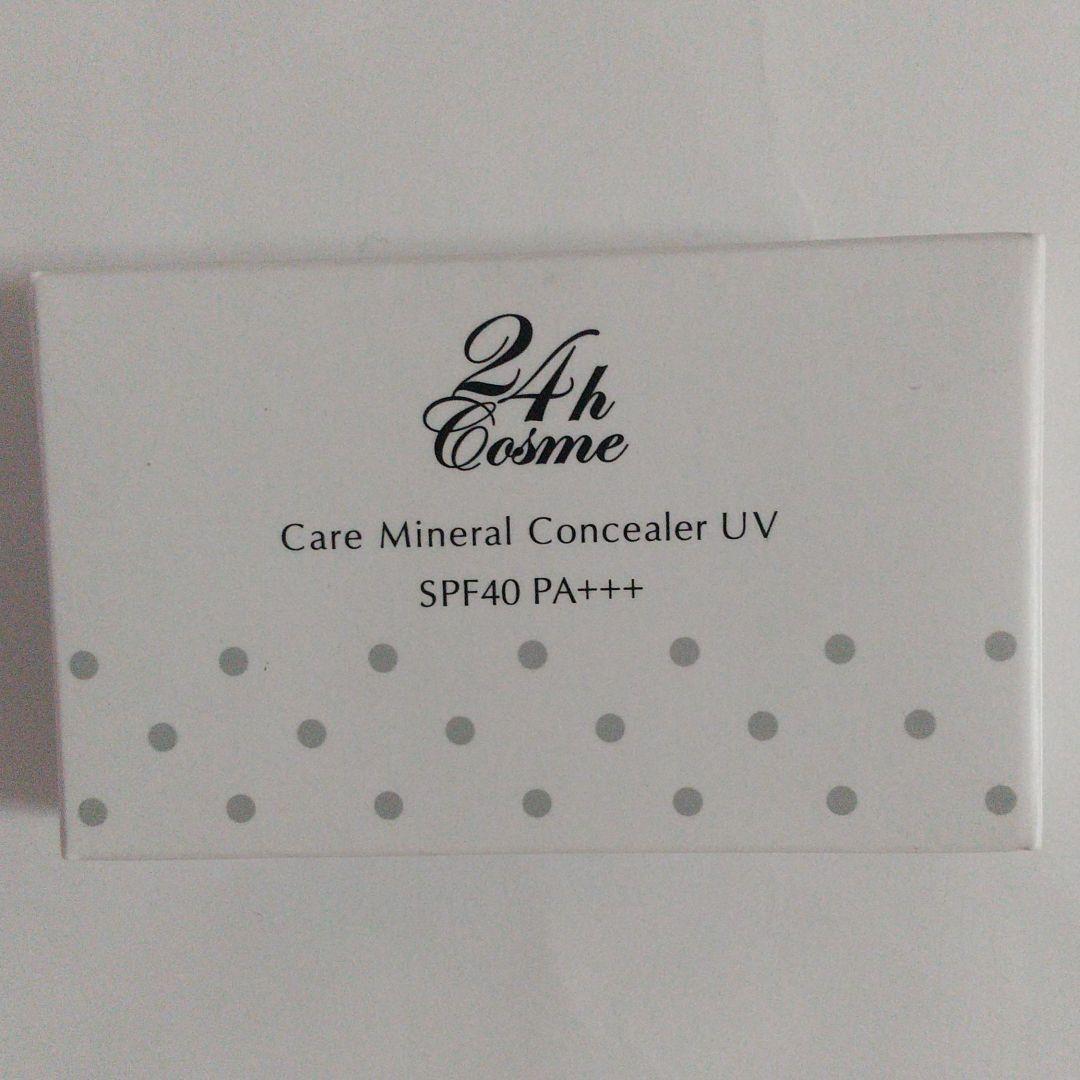 24h
Cosme
Care Mineral Concealer UV
SPF40 PA+++